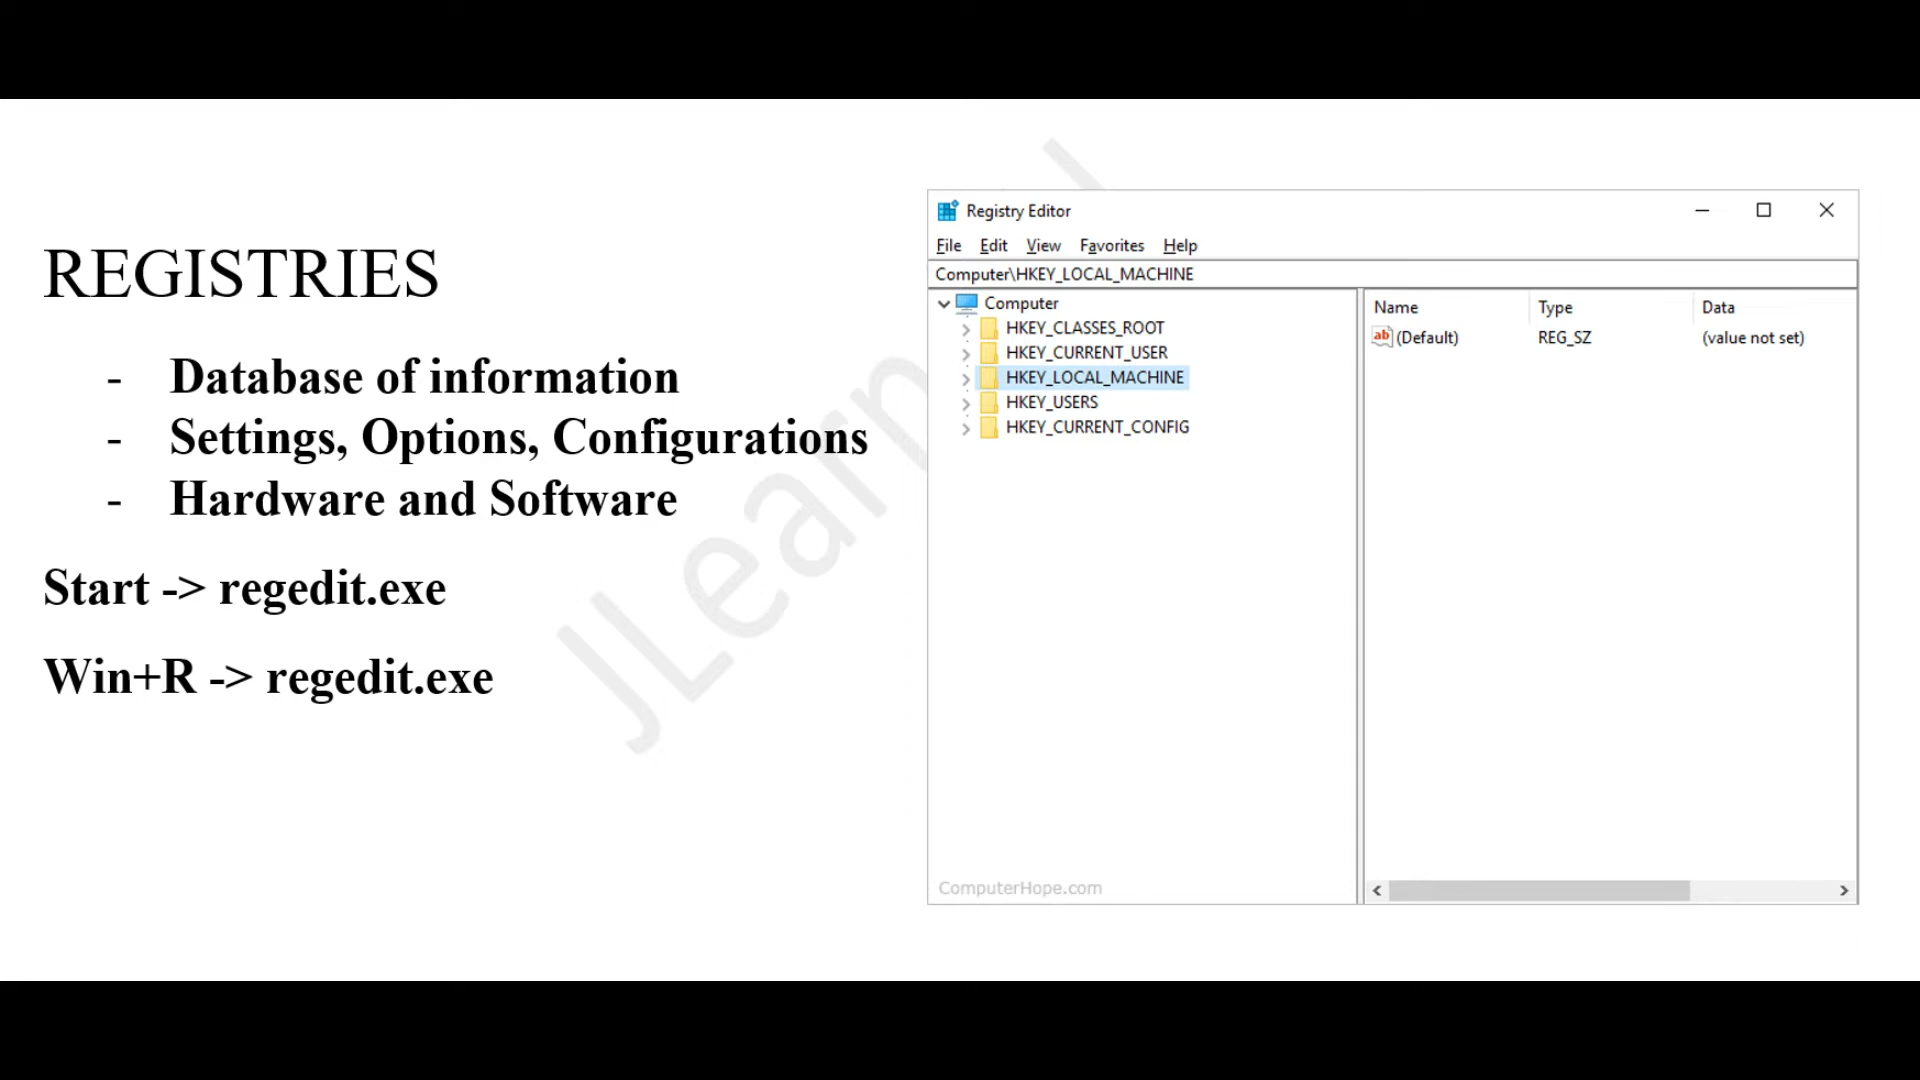 REGISTRIES
- Database of information
- Settings, Options, Configurations
- Hardware and Software
Start -> regedit.exe
Win+R -> regedit.exe
Registry Editor
File Edit View Favorites Help
Computer\HKEY_LOCAL_MACHINE
Computer
HKEY_CLASSES_ROOT
HKEY_CURRENT_USER
HKEY_LOCAL_MACHINE
HKEY_USERS
HKEY_CURRENT_CONFIG
Name Type Data
ab (Default) REG_SZ (value not set)
ComputerHope.com